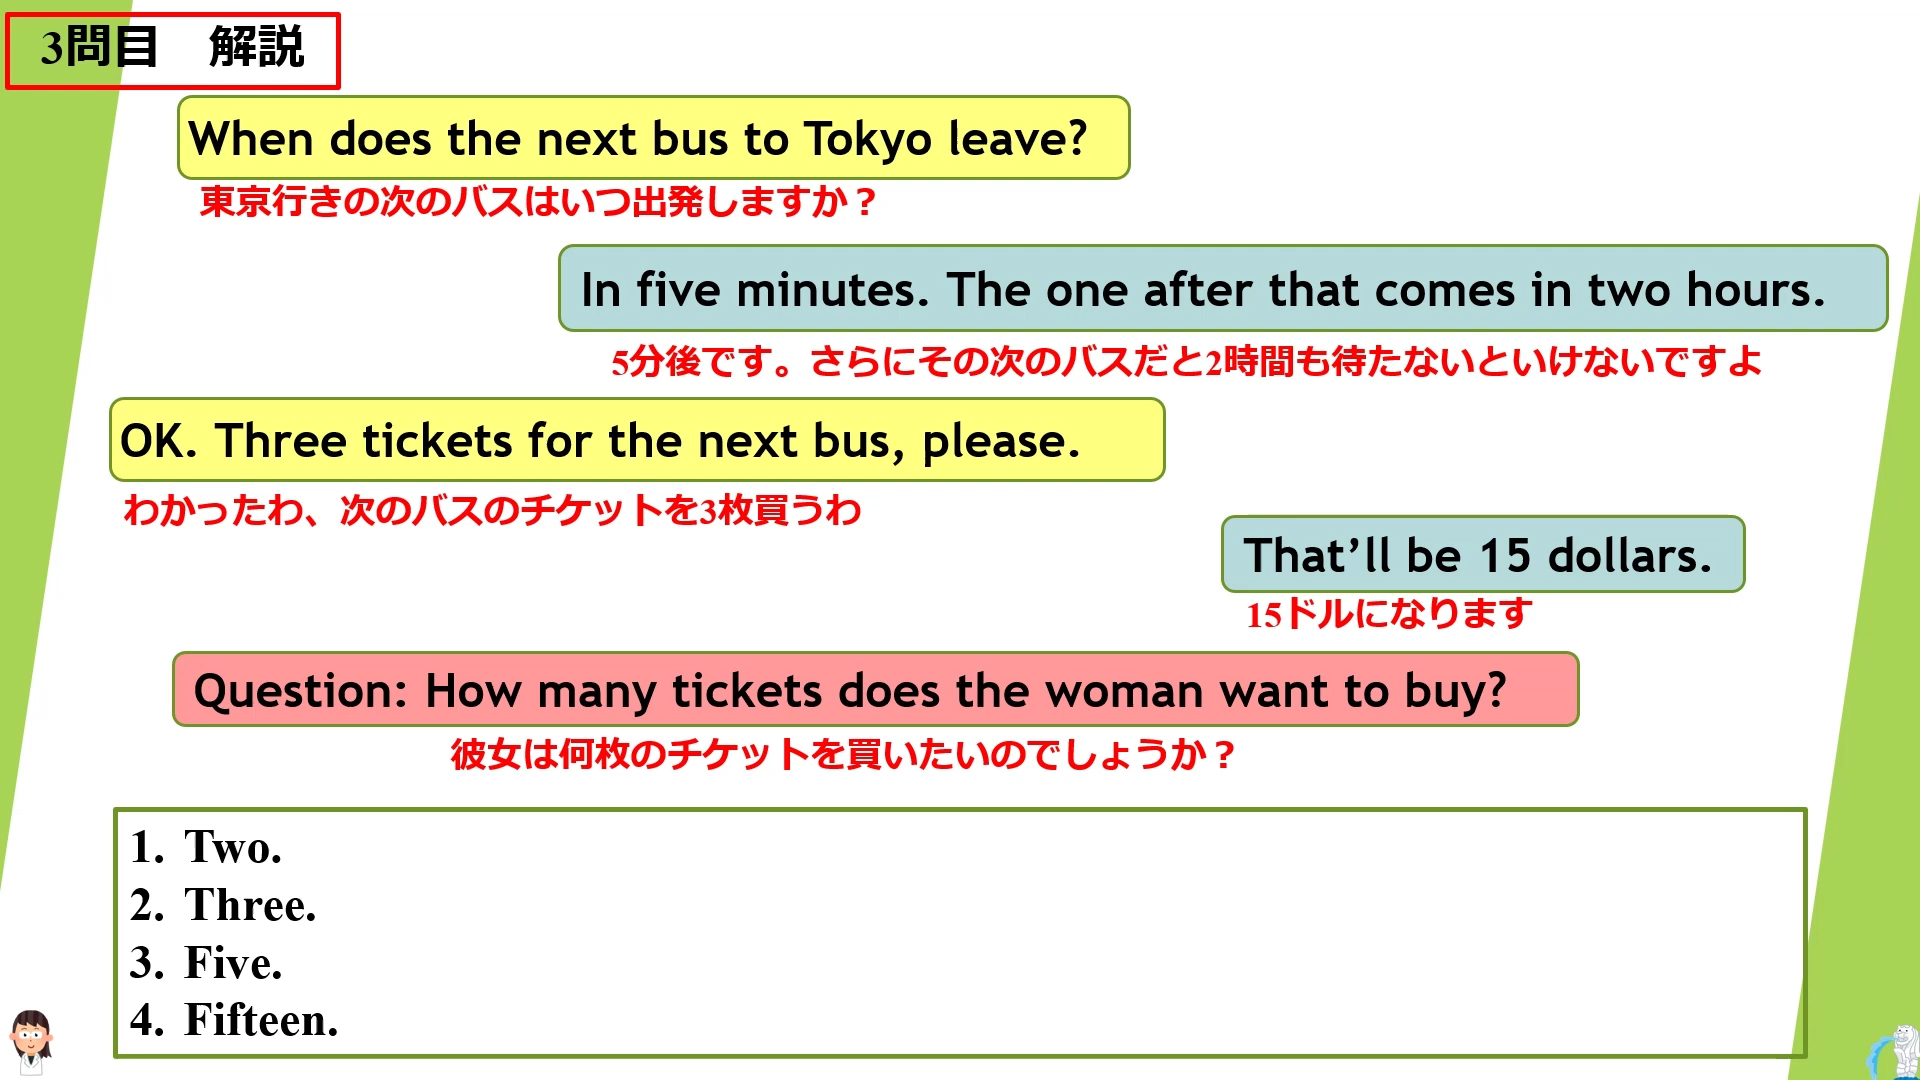 3問目　解説
When does the next bus to Tokyo leave?
東京行きの次のバスはいつ出発しますか？
In five minutes. The one after that comes in two hours.
5分後です。さらにその次のバスだと2時間も待たないといけないですよ
OK. Three tickets for the next bus, please.
わかったわ、次のバスのチケットを3枚買うわ
That’ll be 15 dollars.
15ドルになります
Question: How many tickets does the woman want to buy?
彼女は何枚のチケットを買いたいのでしょうか？
1. Two.
2. Three.
3. Five.
4. Fifteen.